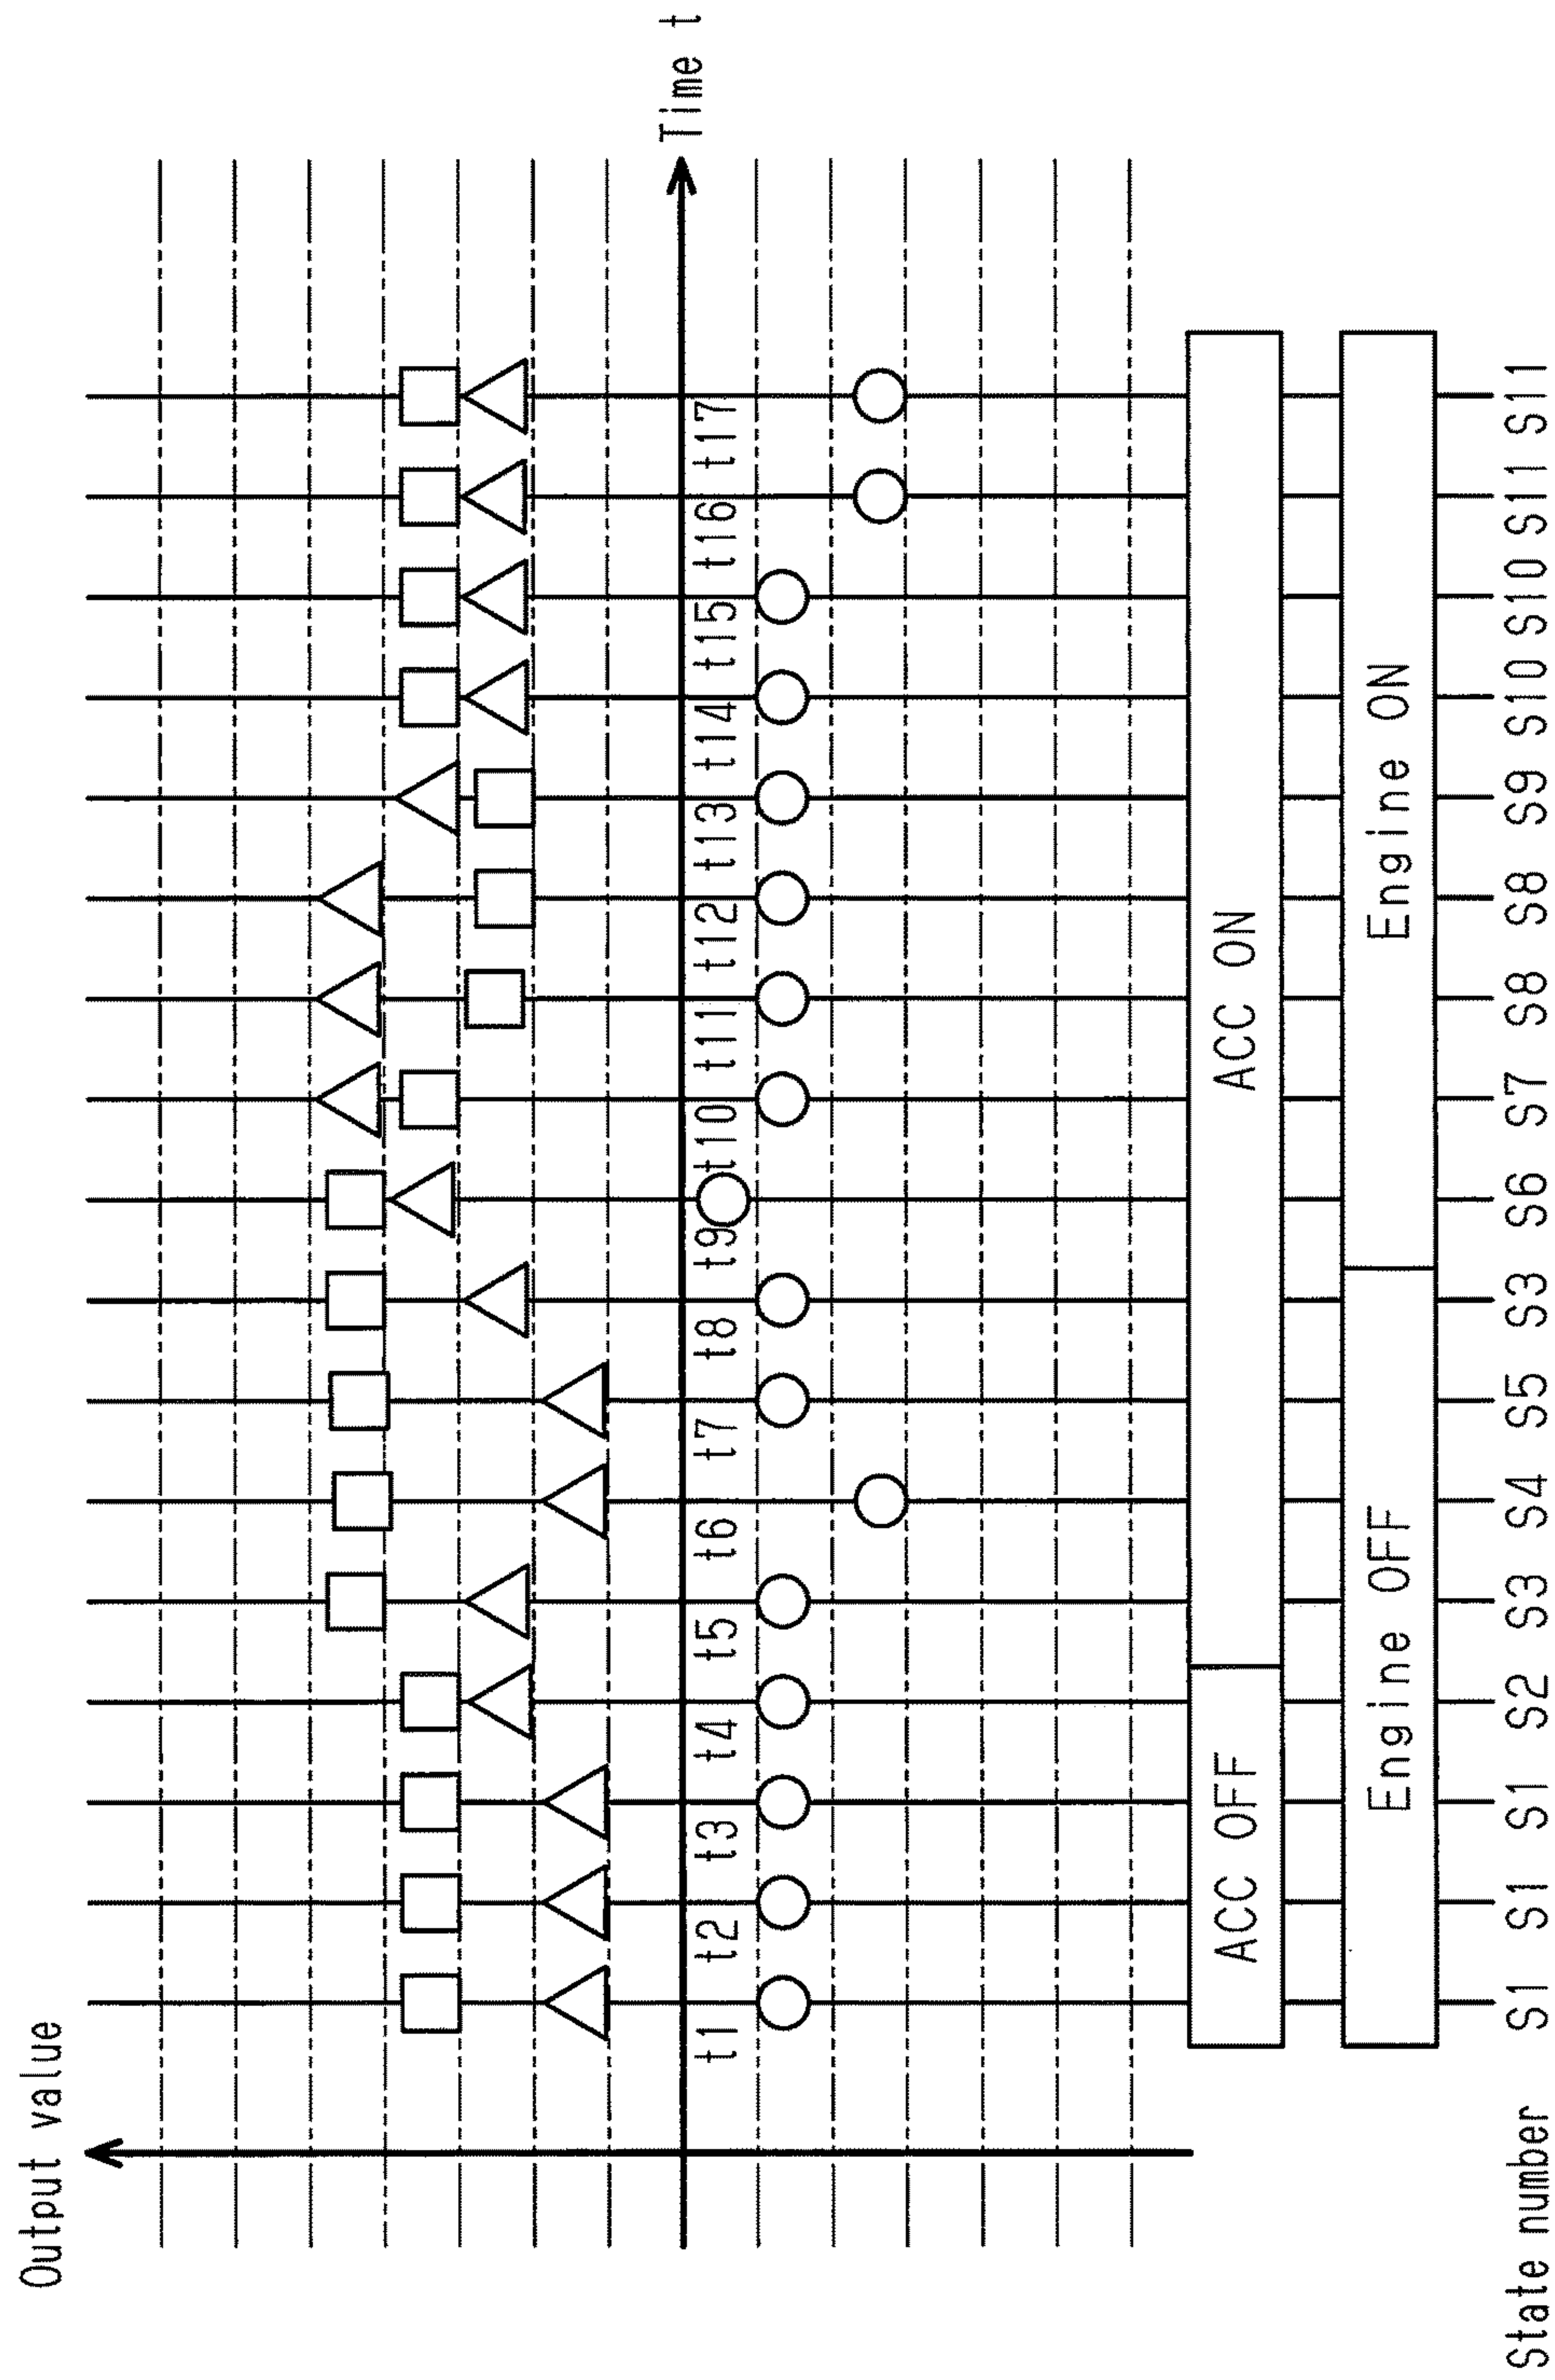 Output value
Time t
t1 t2 t3 t4 t5 t6 t7 t8 t9 t10 t11 t12 t13 t14 t15 t16 t17
ACC OFF ACC ON
Engine OFF Engine ON
State number S1 S1 S1 S2 S3 S4 S5 S3 S6 S7 S8 S8 S9 S10 S10 S11 S11